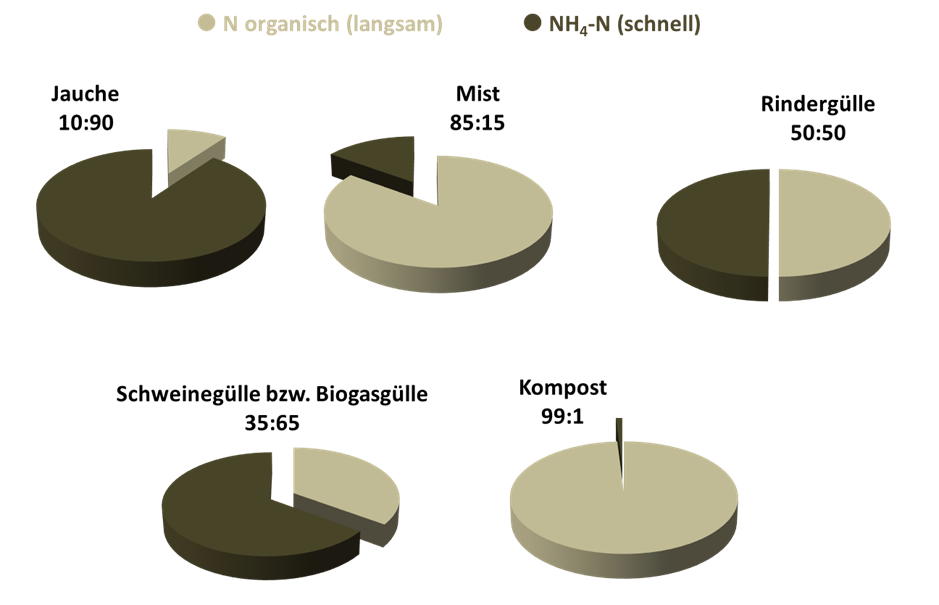 N organisch (langsam) NH₄-N (schnell)
Jauche
10:90
Mist
85:15
Rindergülle
50:50
Schweinegülle bzw. Biogasgülle
35:65
Kompost
99:1